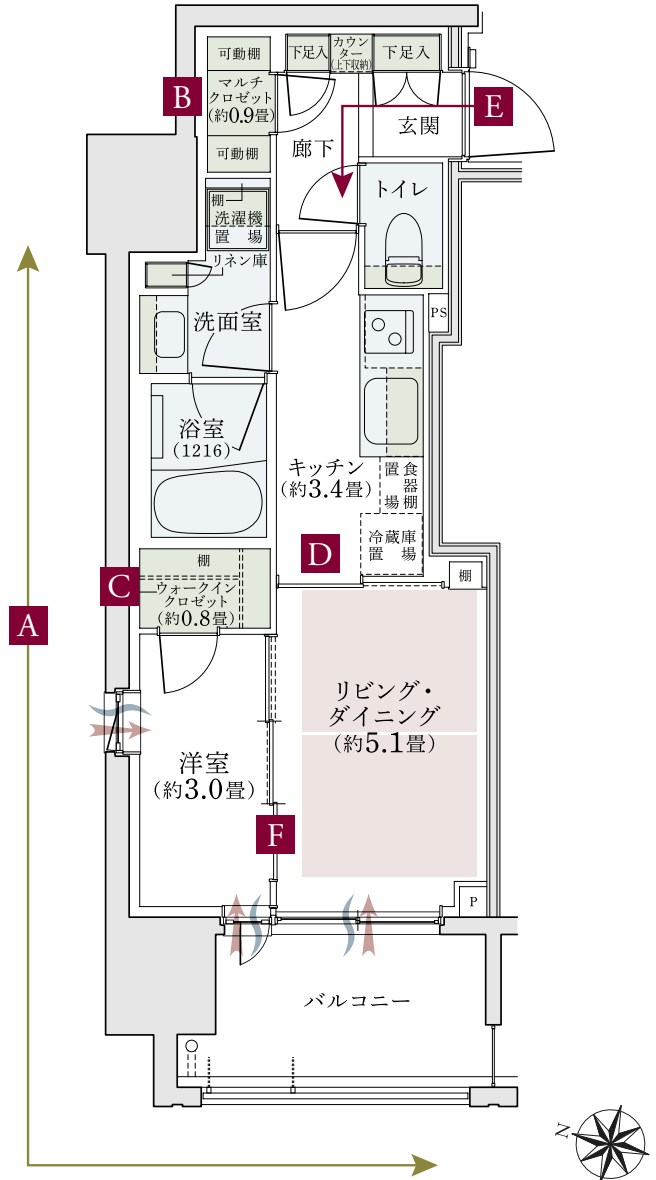 可動棚
下足入
カウン
ター
(上下収納)
下足入
B
マルチ
クロゼット
(約0.9畳)
E
玄関
廊下
可動棚
トイレ
棚
洗濯機
置場
リネン庫
PS
洗面室
浴室
(1216)
キッチン
(約3.4畳)
食器棚
置場
冷蔵庫
置場
D
棚
棚
C
ウォークイン
クロゼット
(約0.8畳)
A
リビング・
ダイニング
(約5.1畳)
洋室
(約3.0畳)
F
P
バルコニー
N